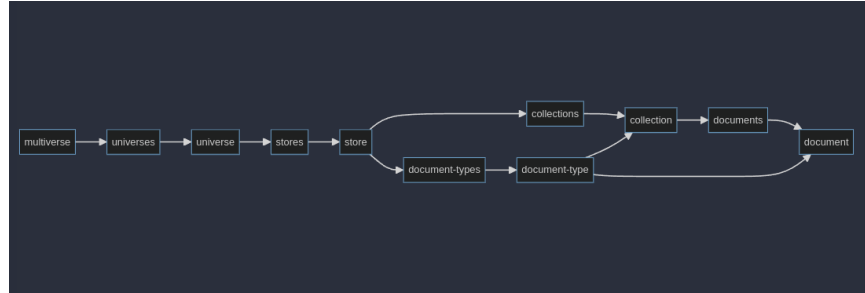 multiverse
universes
universe
stores
store
collections
document-types
document-type
collection
documents
document